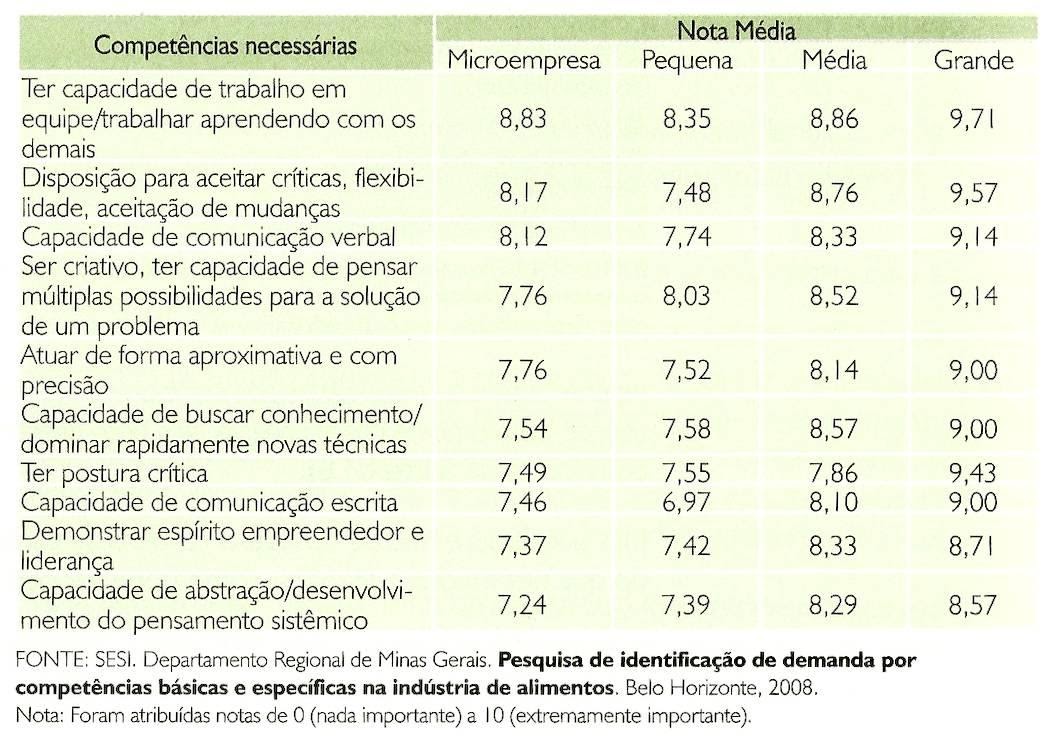 Competências necessárias
Nota Média
Microempresa Pequena Média Grande
Ter capacidade de trabalho em
equipe/trabalhar aprendendo com os
demais
8,83 8,35 8,86 9,71
Disposição para aceitar críticas, flexibi-
lidade, aceitação de mudanças
8,17 7,48 8,76 9,57
Capacidade de comunicação verbal 8,12 7,74 8,33 9,14
Ser criativo, ter capacidade de pensar
múltiplas possibilidades para a solução
de um problema
7,76 8,03 8,52 9,14
Atuar de forma aproximativa e com
precisão
7,76 7,52 8,14 9,00
Capacidade de buscar conhecimento/
dominar rapidamente novas técnicas
7,54 7,58 8,57 9,00
Ter postura crítica 7,49 7,55 7,86 9,43
Capacidade de comunicação escrita 7,46 6,97 8,10 9,00
Demonstrar espírito empreendedor e
liderança
7,37 7,42 8,33 8,71
Capacidade de abstração/desenvolvi-
mento do pensamento sistêmico
7,24 7,39 8,29 8,57
FONTE: SESI. Departamento Regional de Minas Gerais. Pesquisa de identificação de demanda por
competências básicas e específicas na indústria de alimentos. Belo Horizonte, 2008.
Nota: Foram atribuídas notas de 0 (nada importante) a 10 (extremamente importante).